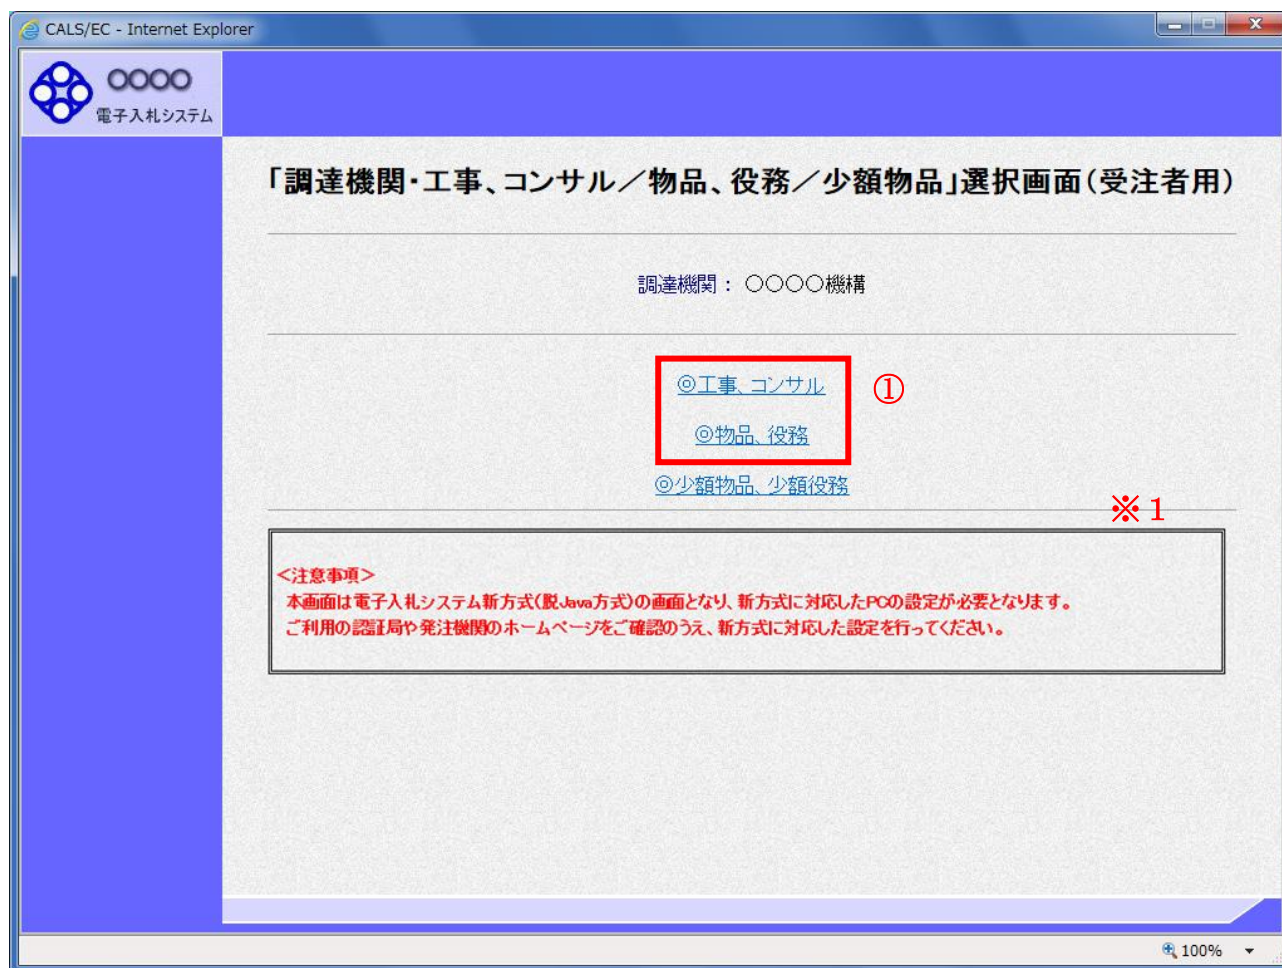 CALS/EC - Internet Explorer
〇〇〇〇
電子入札システム
「調達機関・工事、コンサル／物品、役務／少額物品」選択画面(受注者用)
調達機関： 〇〇〇〇機構
◎工事、コンサル
①
◎物品、役務
◎少額物品、少額役務
※１
＜注意事項＞
本画面は電子入札システム新方式(脱Java方式)の画面となり、新方式に対応したPCの設定が必要となります。
ご利用の認証局や発注機関のホームページをご確認のうえ、新方式に対応した設定を行ってください。
100%